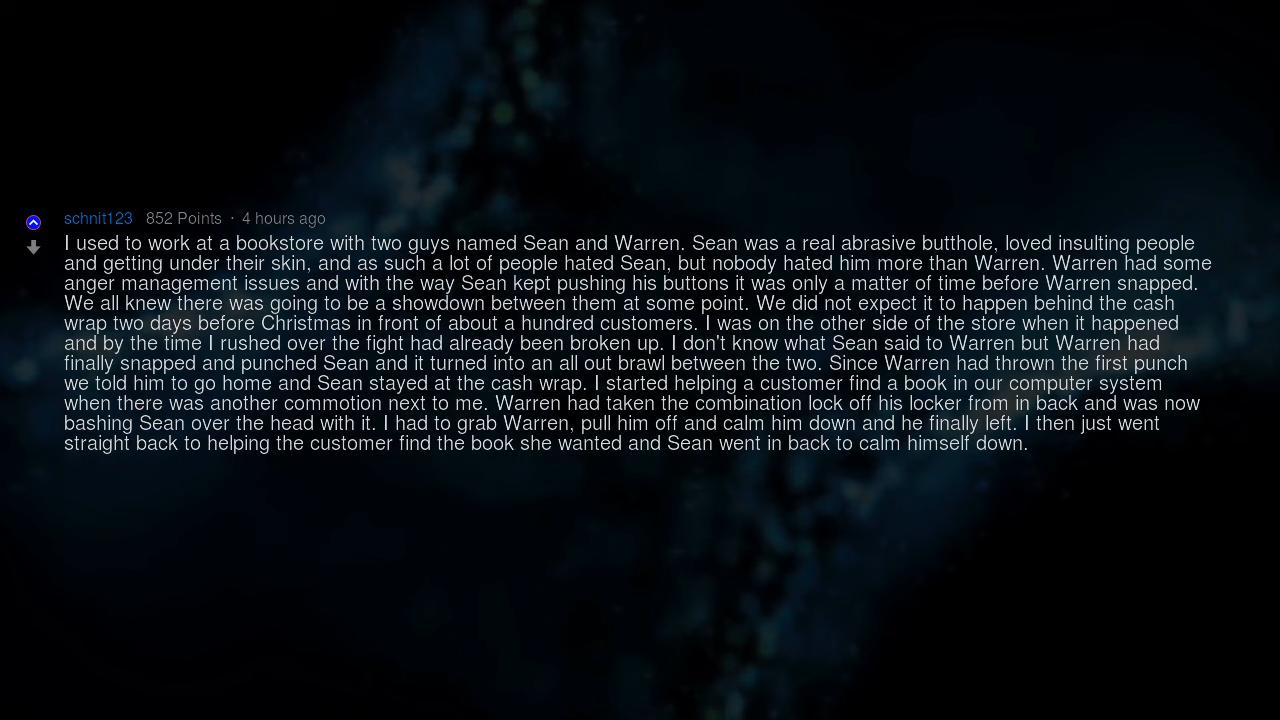 schnit123 852 Points · 4 hours ago
I used to work at a bookstore with two guys named Sean and Warren. Sean was a real abrasive butthole, loved insulting people
and getting under their skin, and as such a lot of people hated Sean, but nobody hated him more than Warren. Warren had some
anger management issues and with the way Sean kept pushing his buttons it was only a matter of time before Warren snapped.
We all knew there was going to be a showdown between them at some point. We did not expect it to happen behind the cash
wrap two days before Christmas in front of about a hundred customers. I was on the other side of the store when it happened
and by the time I rushed over the fight had already been broken up. I don't know what Sean said to Warren but Warren had
finally snapped and punched Sean and it turned into an all out brawl between the two. Since Warren had thrown the first punch
we told him to go home and Sean stayed at the cash wrap. I started helping a customer find a book in our computer system
when there was another commotion next to me. Warren had taken the combination lock off his locker from in back and was now
bashing Sean over the head with it. I had to grab Warren, pull him off and calm him down and he finally left. I then just went
straight back to helping the customer find the book she wanted and Sean went in back to calm himself down.